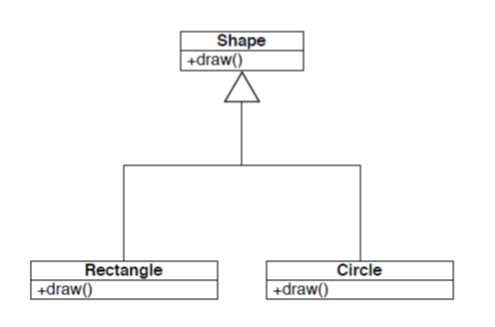 Shape
+draw()
Rectangle
+draw()
Circle
+draw()